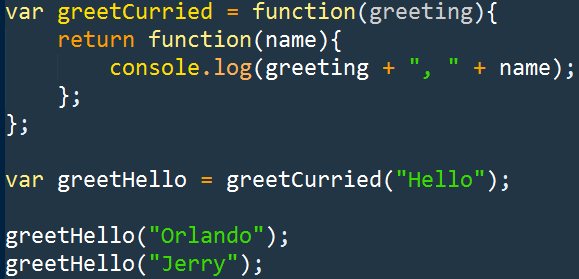 var greetCurried = function(greeting){
    return function(name){
        console.log(greeting + ", " + name);
    };
};

var greetHello = greetCurried("Hello");

greetHello("Orlando");
greetHello("Jerry");